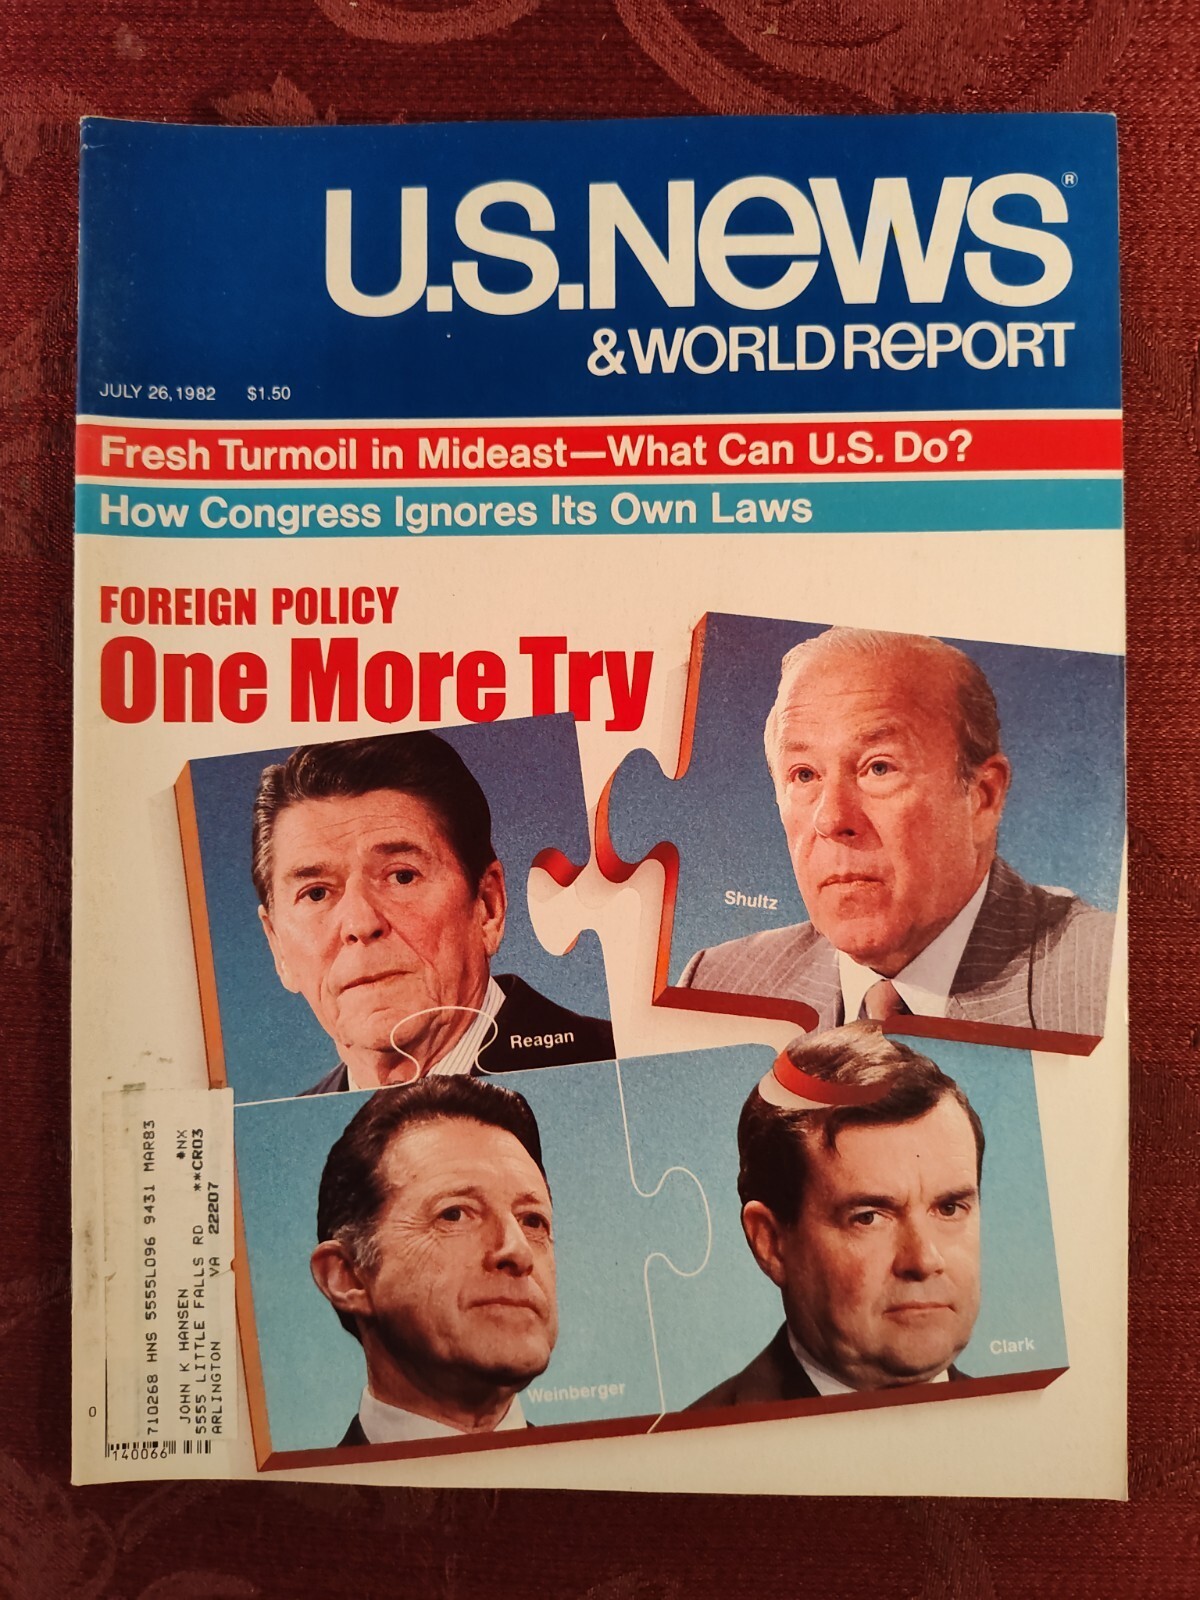 U.S.NeWS®
& WORLD RePORT
JULY 26, 1982 $1.50
Fresh Turmoil in Mideast—What Can U.S. Do?
How Congress Ignores Its Own Laws
FOREIGN POLICY
One More Try
Shultz
Reagan
Weinberger
Clark
710268 HNS 5555L096 9431 MAR83
*NX
JOHN K HANSEN
5555 LITTLE FALLS RD **CR03
ARLINGTON VA 22207
0
140066